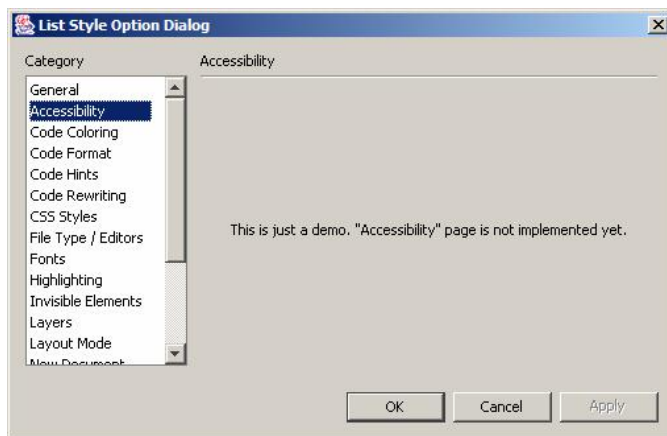 List Style Option Dialog
Category
General
Accessibility
Code Coloring
Code Format
Code Hints
Code Rewriting
CSS Styles
File Type / Editors
Fonts
Highlighting
Invisible Elements
Layers
Layout Mode
New Document
Accessibility
This is just a demo. "Accessibility" page is not implemented yet.
OK Cancel Apply